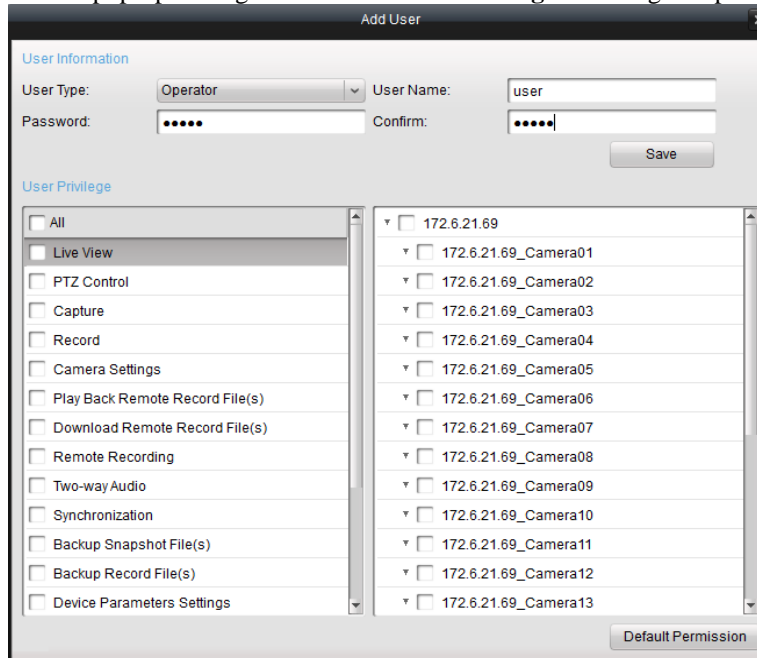 Add User
User Information
User Type: Operator User Name: user
Password: ●●●●● Confirm: ●●●●●
Save
User Privilege
All
Live View
PTZ Control
Capture
Record
Camera Settings
Play Back Remote Record File(s)
Download Remote Record File(s)
Remote Recording
Two-way Audio
Synchronization
Backup Snapshot File(s)
Backup Record File(s)
Device Parameters Settings
172.6.21.69
172.6.21.69_Camera01
172.6.21.69_Camera02
172.6.21.69_Camera03
172.6.21.69_Camera04
172.6.21.69_Camera05
172.6.21.69_Camera06
172.6.21.69_Camera07
172.6.21.69_Camera08
172.6.21.69_Camera09
172.6.21.69_Camera10
172.6.21.69_Camera11
172.6.21.69_Camera12
172.6.21.69_Camera13
Default Permission